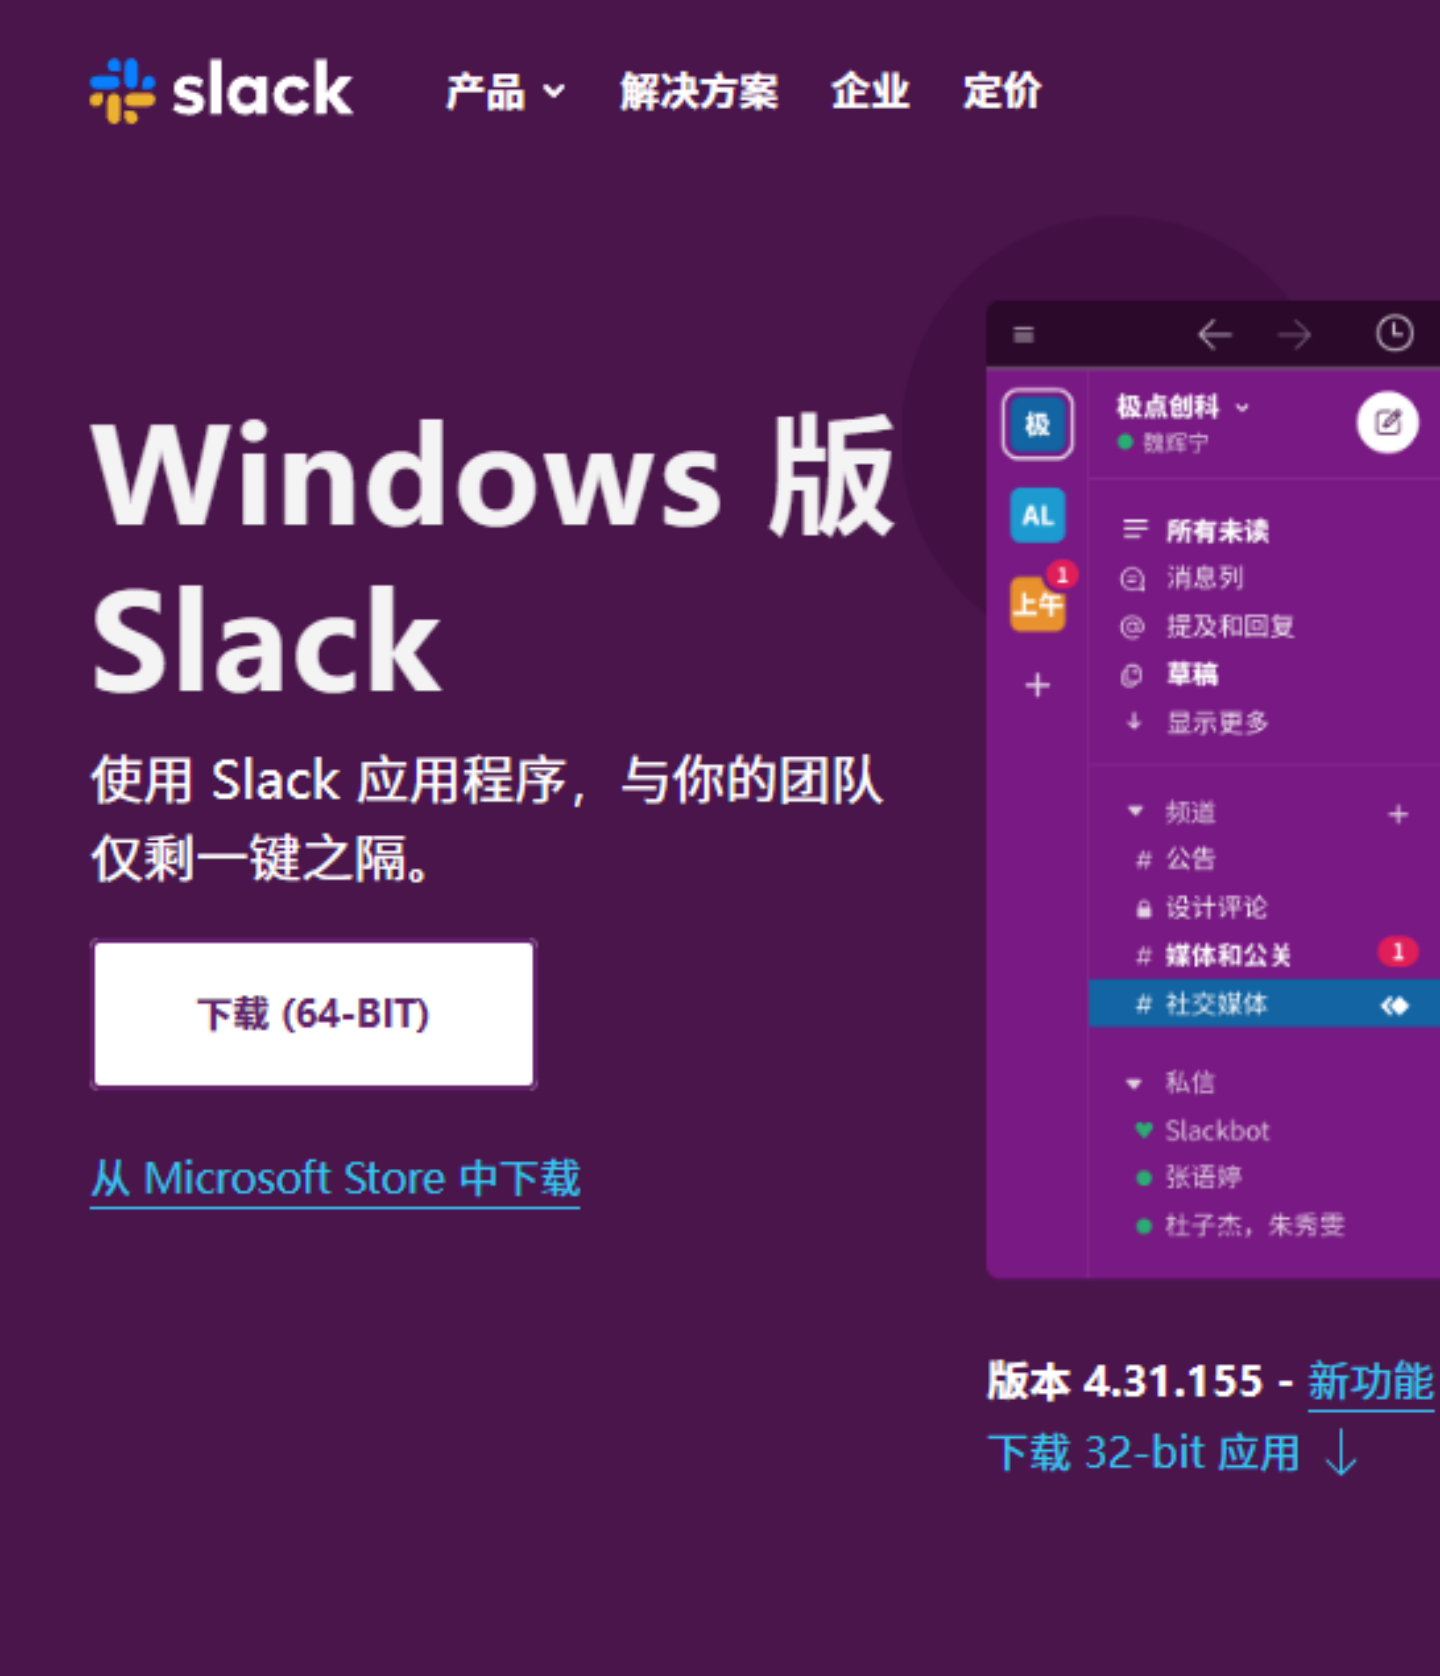 slack 产品 解决方案 企业 定价
Windows 版
Slack
使用 Slack 应用程序，与你的团队
仅剩一键之隔。
下载 (64-BIT)
从 Microsoft Store 中下载
极
AL
1
上午
极点创科
魏辉宁
所有未读
消息列
@ 提及和回复
草稿
显示更多
频道 +
# 公告
设计评论
# 媒体和公关 1
# 社交媒体
私信
Slackbot
张语婷
杜子杰，朱秀雯
版本 4.31.155 - 新功能
下载 32-bit 应用 ↓